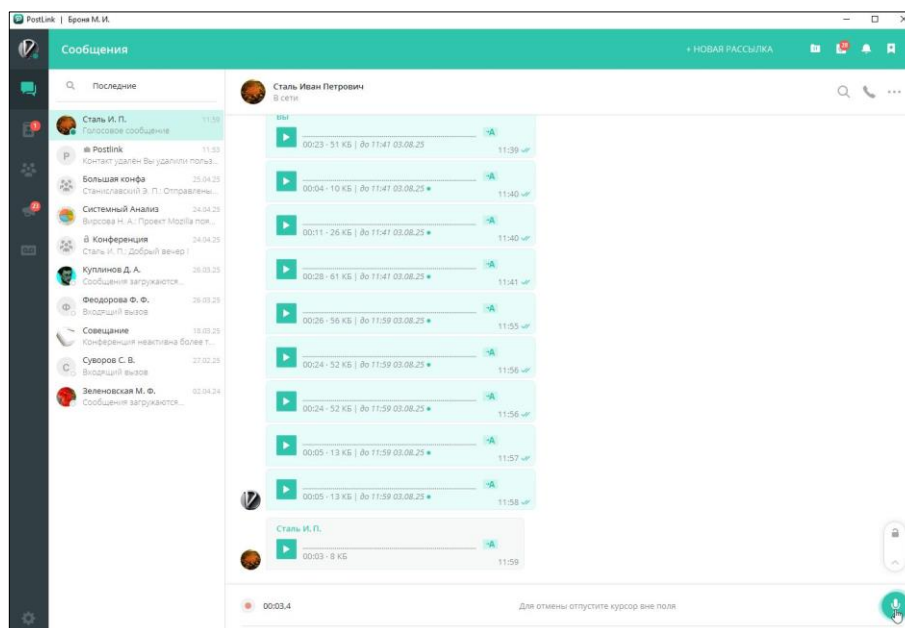 PostLink | Броня М. И.
Сообщения
+ НОВАЯ РАССЫЛКА
28
1
23
Последние
Сталь И. П. 11:59
Голосовое сообщение
P
Postlink 11:33
Контакт удалён Вы удалили польз...
Большая конфа 25.04.25
Станиславский Э. П.: Отправлены...
Системный Анализ 24.04.25
Вирсова Н. А.: Проект Mozilla поя...
Конференция 24.04.25
Сталь И. П.: Добрый вечер !
Куплинов Д. А. 26.03.25
Сообщения загружаются...
Ф
Феодорова Ф. Ф. 26.03.25
Входящий вызов
Совещание 18.03.25
Конференция неактивна более т...
С
Суворов С. В. 27.02.25
Входящий вызов
Зеленовская М. Ф. 02.04.24
Сообщения загружаются...
Сталь Иван Петрович
В сети
Вы
A
00:23 - 51 КБ | до 11:41 03.08.25
11:39
A
00:04 - 10 КБ | до 11:41 03.08.25
11:40
A
00:11 - 26 КБ | до 11:41 03.08.25
11:40
A
00:28 - 61 КБ | до 11:41 03.08.25
11:41
A
00:26 - 56 КБ | до 11:59 03.08.25
11:55
A
00:24 - 52 КБ | до 11:59 03.08.25
11:56
A
00:24 - 52 КБ | до 11:59 03.08.25
11:56
A
00:05 - 13 КБ | до 11:59 03.08.25
11:57
A
00:05 - 13 КБ | до 11:59 03.08.25
11:58
Сталь И. П.
A
00:03 - 8 КБ
11:59
00:03,4
Для отмены отпустите курсор вне поля